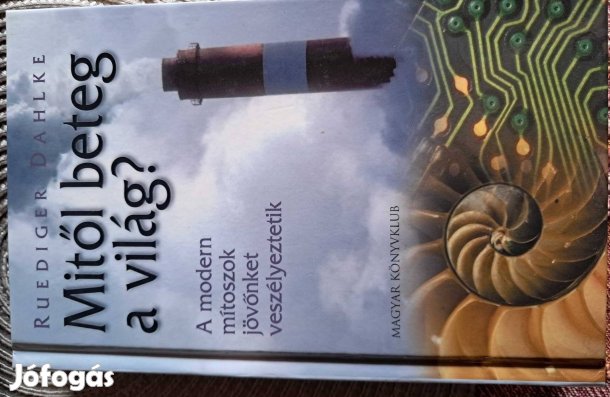 RUEDIGER DAHLKE
Mitől beteg
a világ?
A modern
mítoszok
jövőnket
veszélyeztetik
MAGYAR KÖNYVKLUB
Jófogás